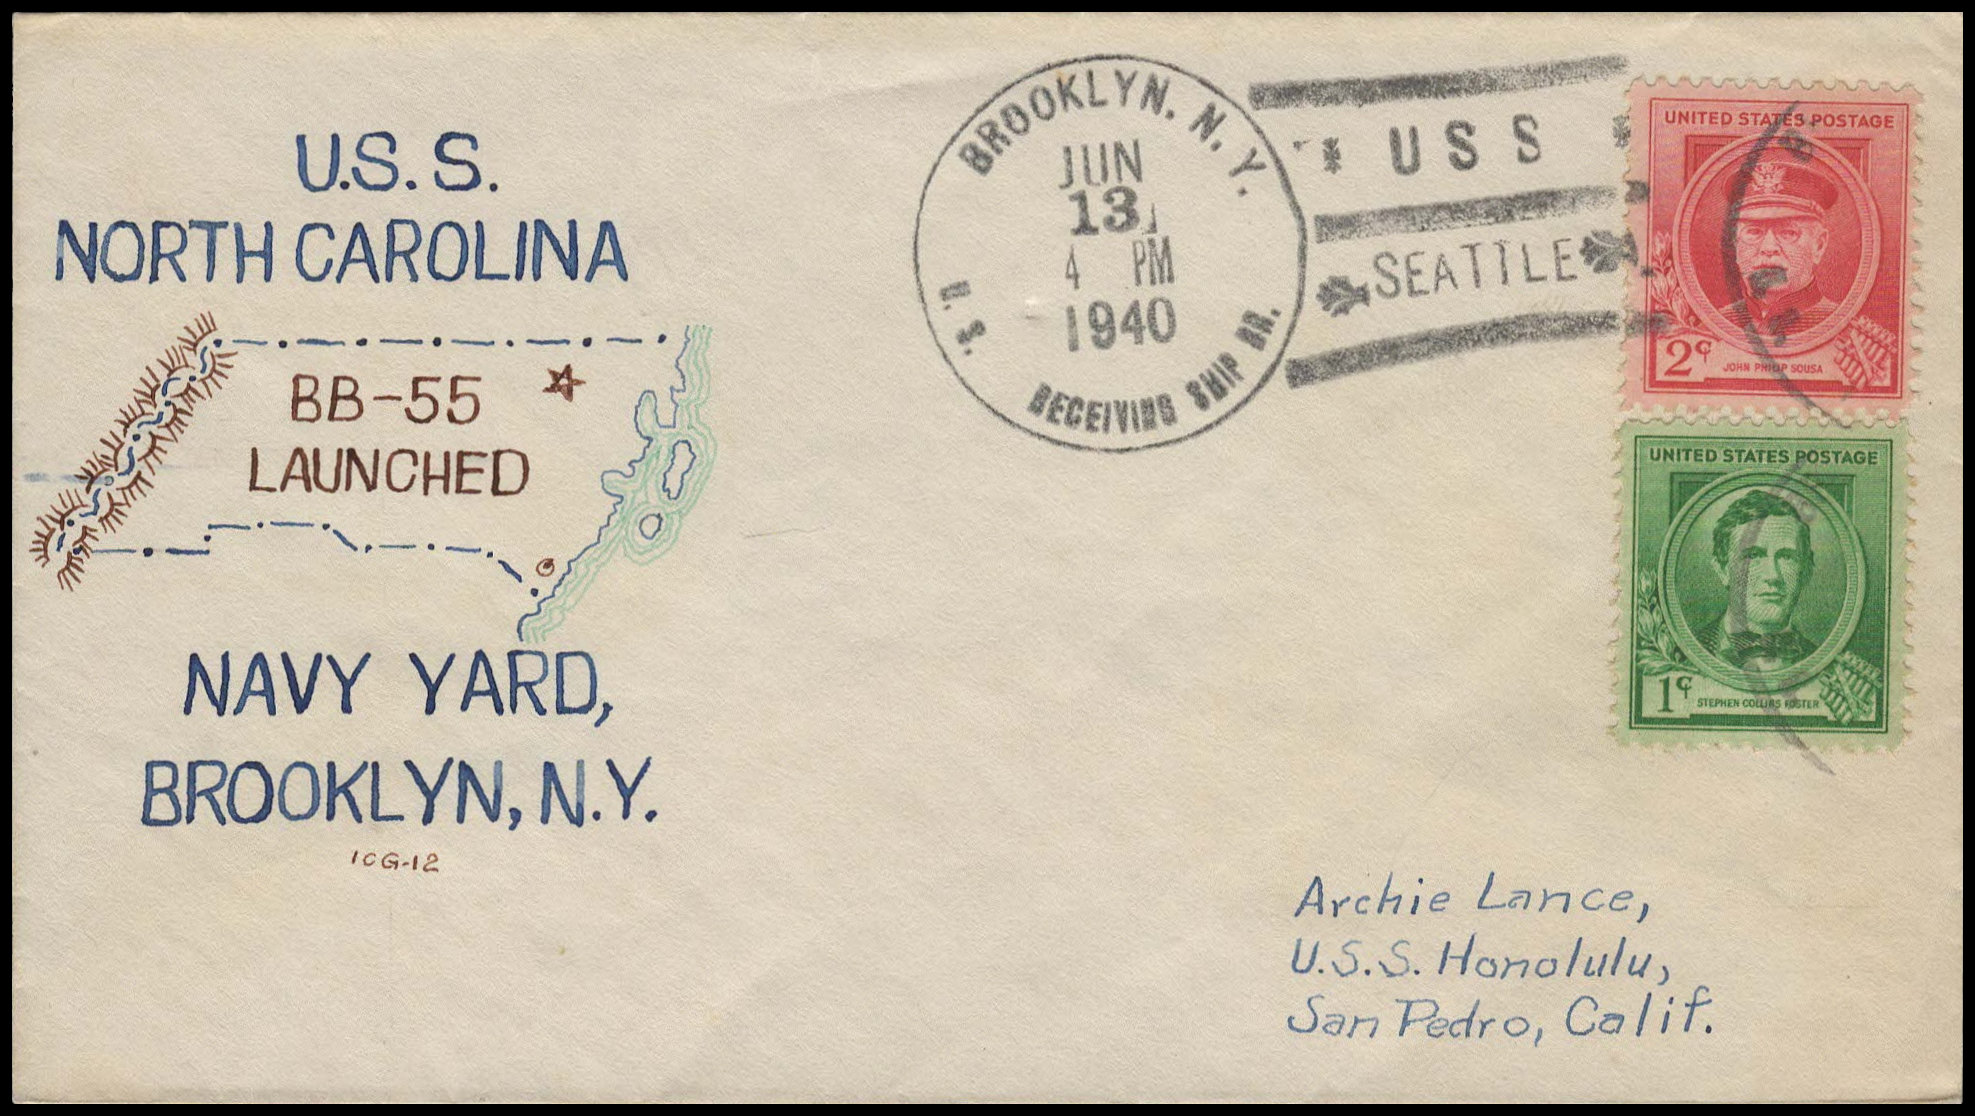 U.S.S.
NORTH CAROLINA
BB-55
LAUNCHED
NAVY YARD,
BROOKLYN, N.Y.
ICG-12
BROOKLYN, N.Y.
JUN
13
4 PM
1940
U.S. RECEIVING SHIP BR.
USS
SEATTLE
UNITED STATES POSTAGE
2¢
JOHN PHILIP SOUSA
UNITED STATES POSTAGE
1¢
STEPHEN COLLINS FOSTER
Archie Lance,
U.S.S. Honolulu,
San Pedro, Calif.